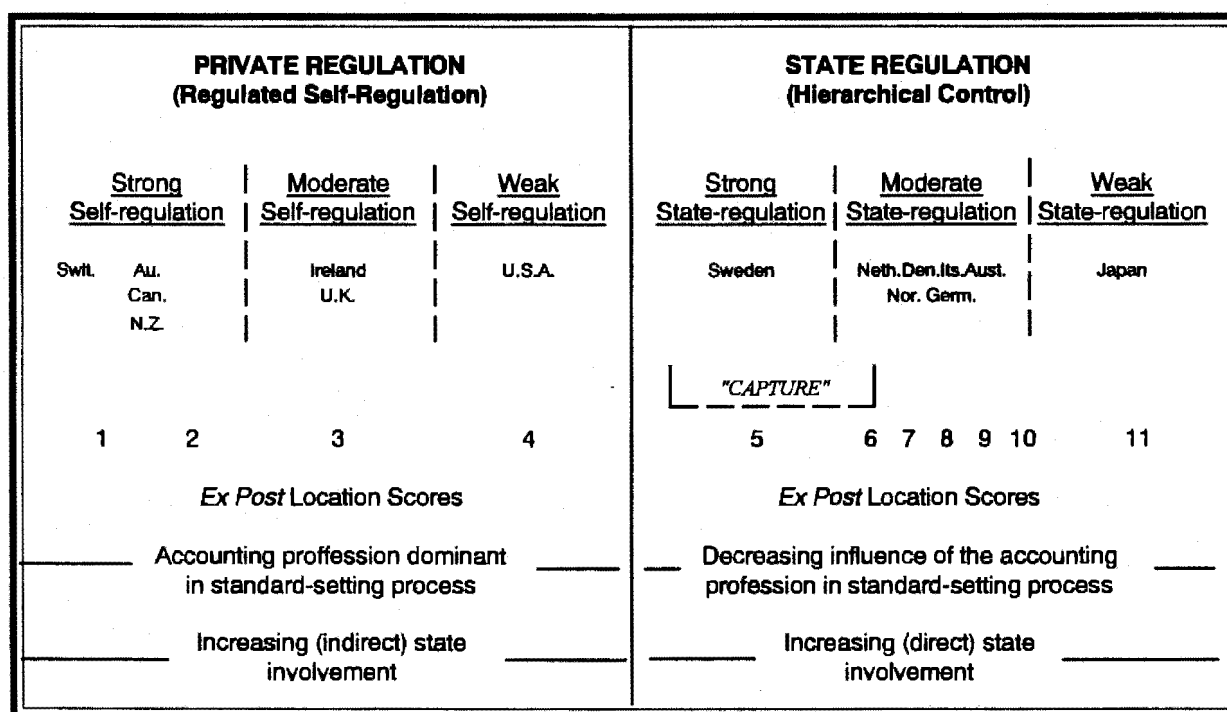 PRIVATE REGULATION
(Regulated Self-Regulation)
Strong
Self-regulation
Moderate
Self-regulation
Weak
Self-regulation
Swit. Au.
Can.
N.Z.
Ireland
U.K.
U.S.A.
1 2 3 4
Ex Post Location Scores
Accounting proffession dominant
in standard-setting process
Increasing (indirect) state
involvement
STATE REGULATION
(Hierarchical Control)
Strong
State-regulation
Moderate
State-regulation
Weak
State-regulation
Sweden
Neth.Den.Its.Aust.
Nor. Germ.
Japan
"CAPTURE"
5 6 7 8 9 10 11
Ex Post Location Scores
Decreasing influence of the accounting
profession in standard-setting process
Increasing (direct) state
involvement